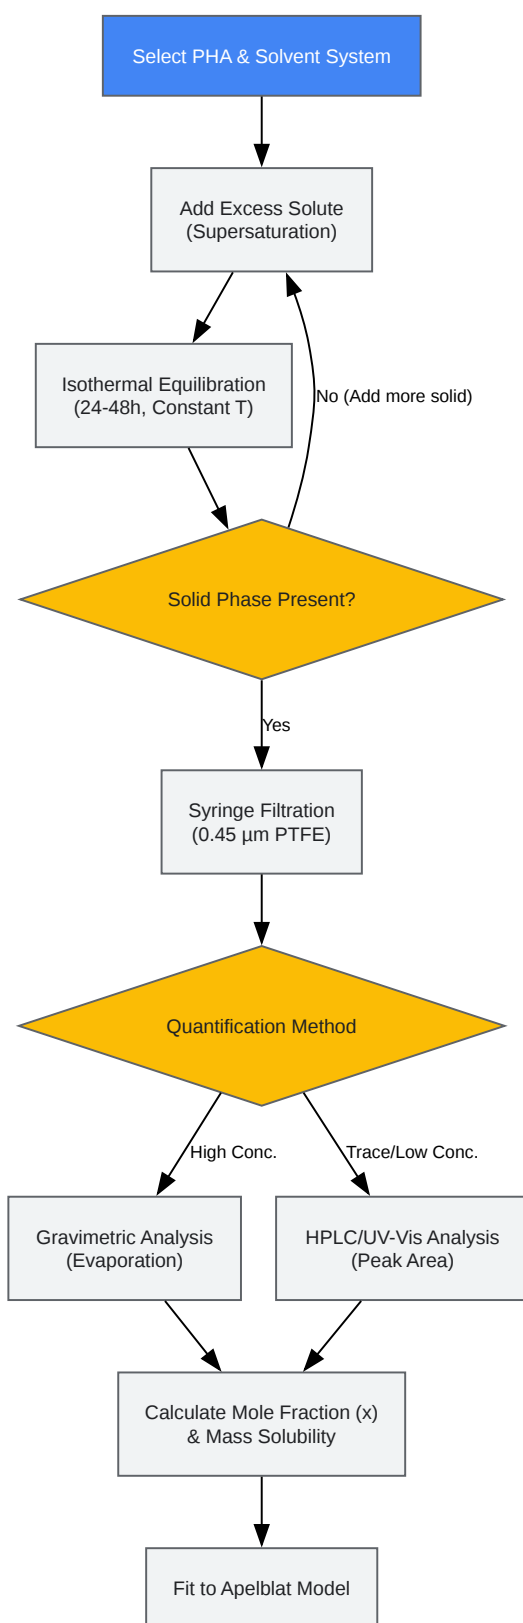 Select PHA & Solvent System
Add Excess Solute
(Supersaturation)
Isothermal Equilibration
(24-48h, Constant T)
No (Add more solid)
Solid Phase Present?
Yes
Syringe Filtration
(0.45 µm PTFE)
Quantification Method
High Conc.
Trace/Low Conc.
Gravimetric Analysis
(Evaporation)
HPLC/UV-Vis Analysis
(Peak Area)
Calculate Mole Fraction (x)
& Mass Solubility
Fit to Apelblat Model